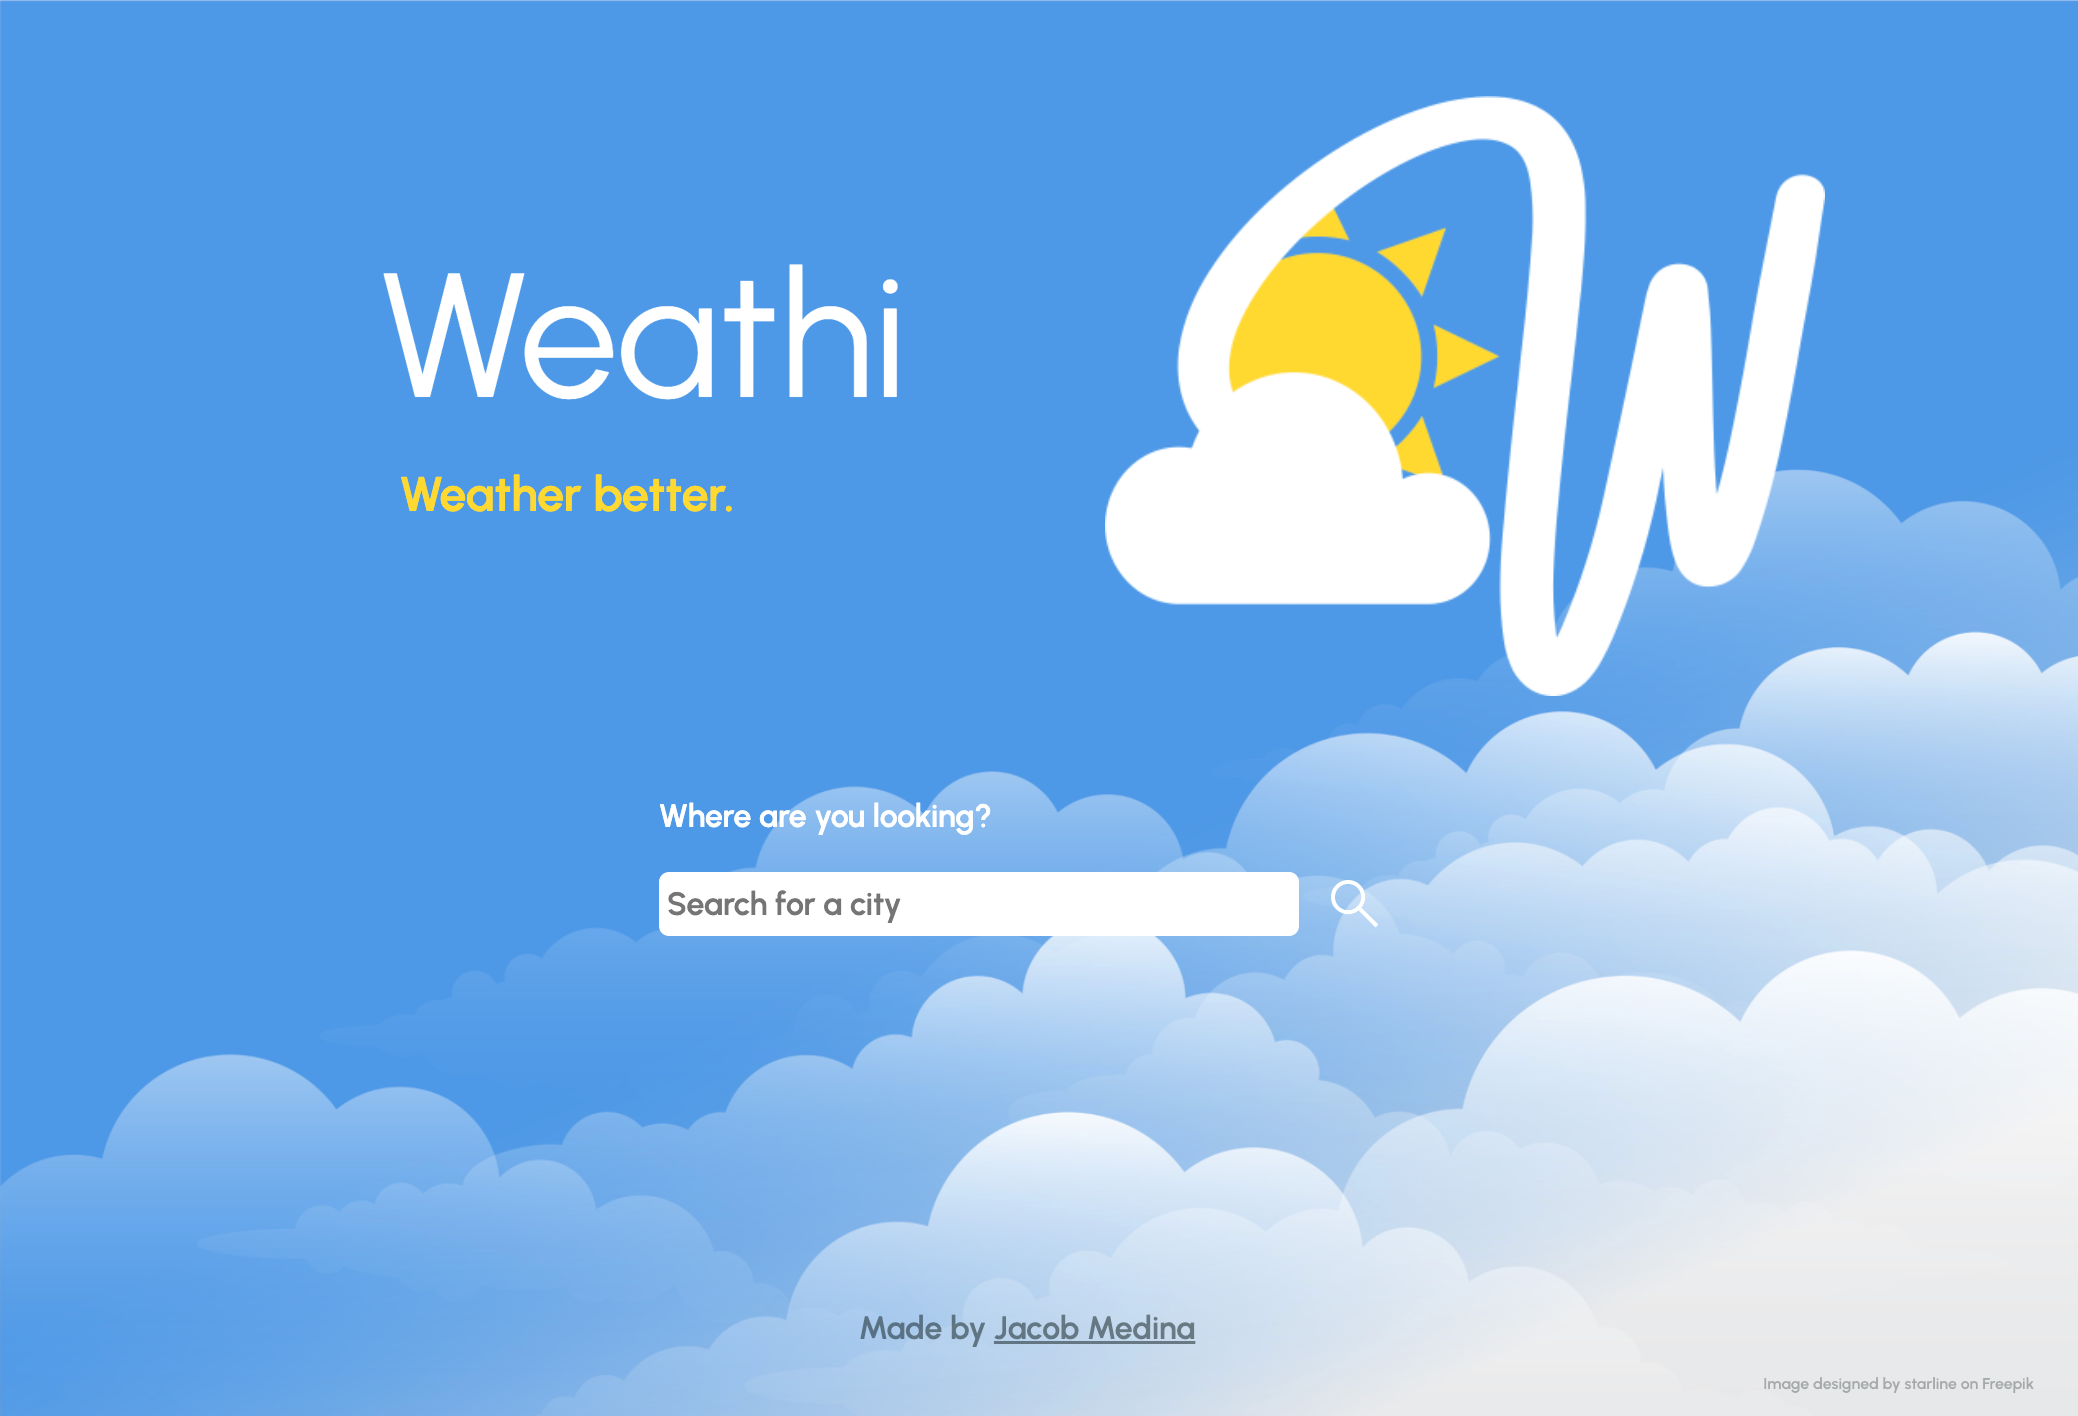 Weathi
W
Weather better.
Where are you looking?
Search for a city
Made by Jacob Medina
Image designed by starline on Freepik